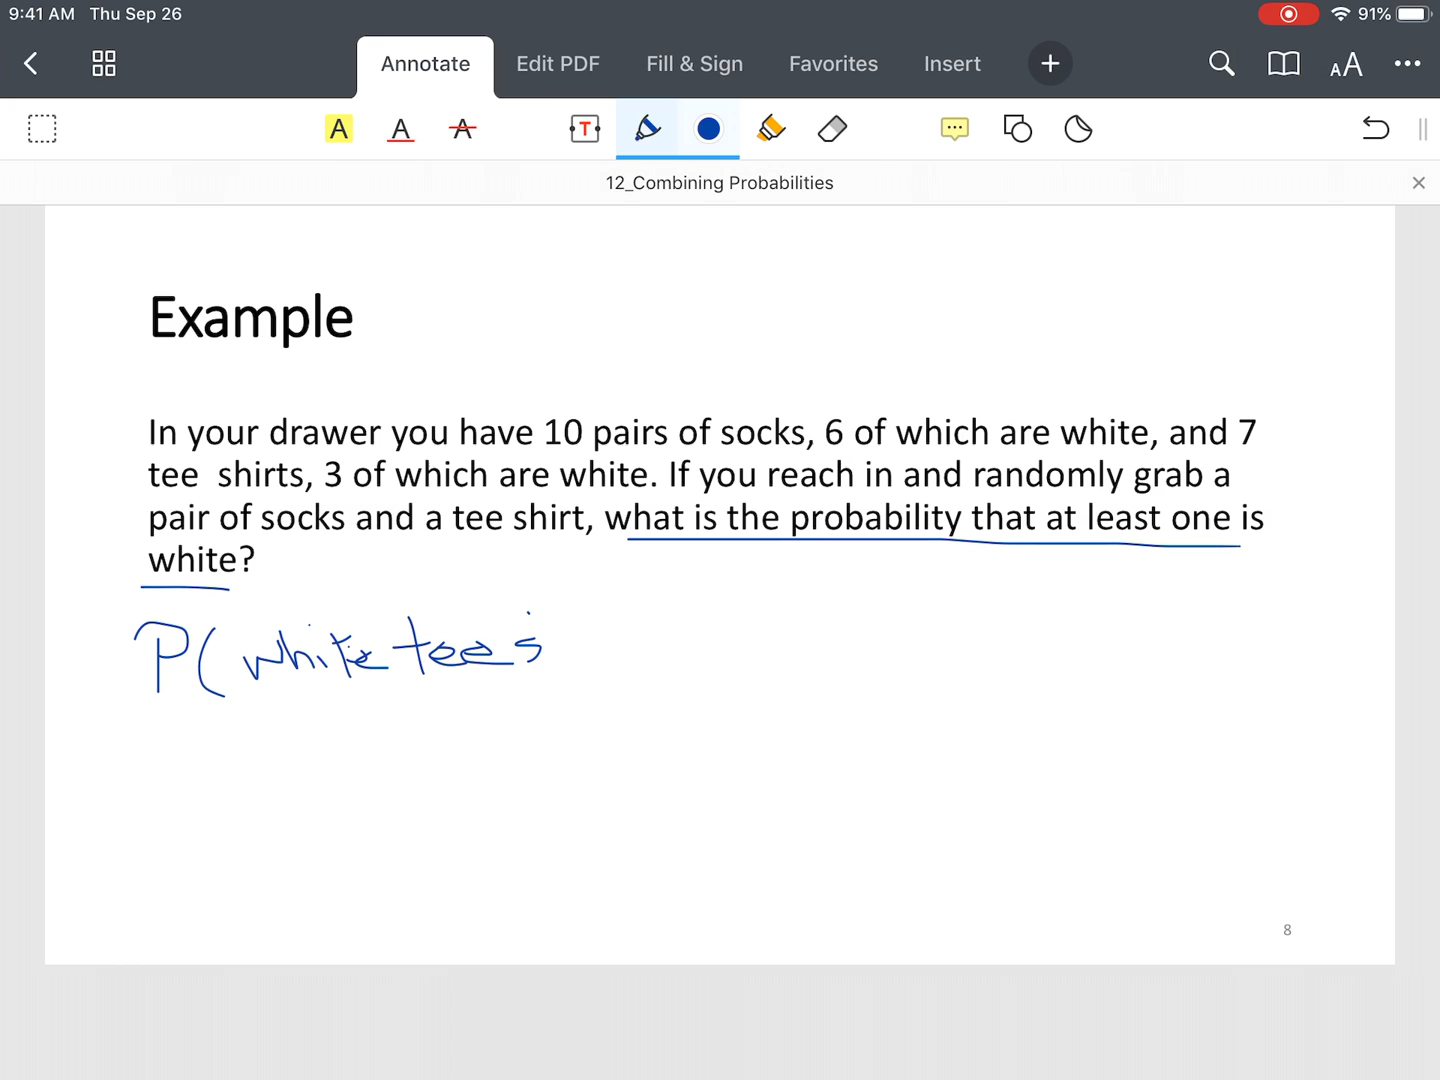 9:41 AM Thu Sep 26
91%
Annotate Edit PDF Fill & Sign Favorites Insert
AA
A A A T
12_Combining Probabilities
Example
In your drawer you have 10 pairs of socks, 6 of which are white, and 7
tee shirts, 3 of which are white. If you reach in and randomly grab a
pair of socks and a tee shirt, what is the probability that at least one is
white?
P( white tee s
8